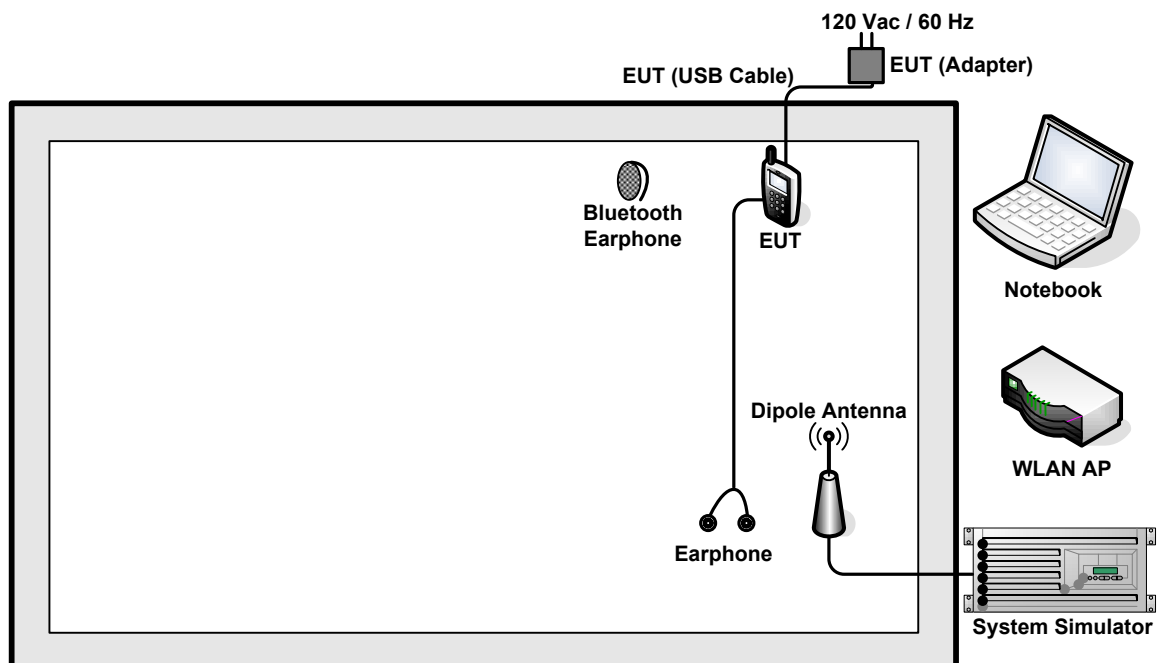 120 Vac / 60 Hz
EUT (Adapter)
EUT (USB Cable)
Bluetooth
Earphone
EUT
Notebook
Dipole Antenna
WLAN AP
Earphone
System Simulator